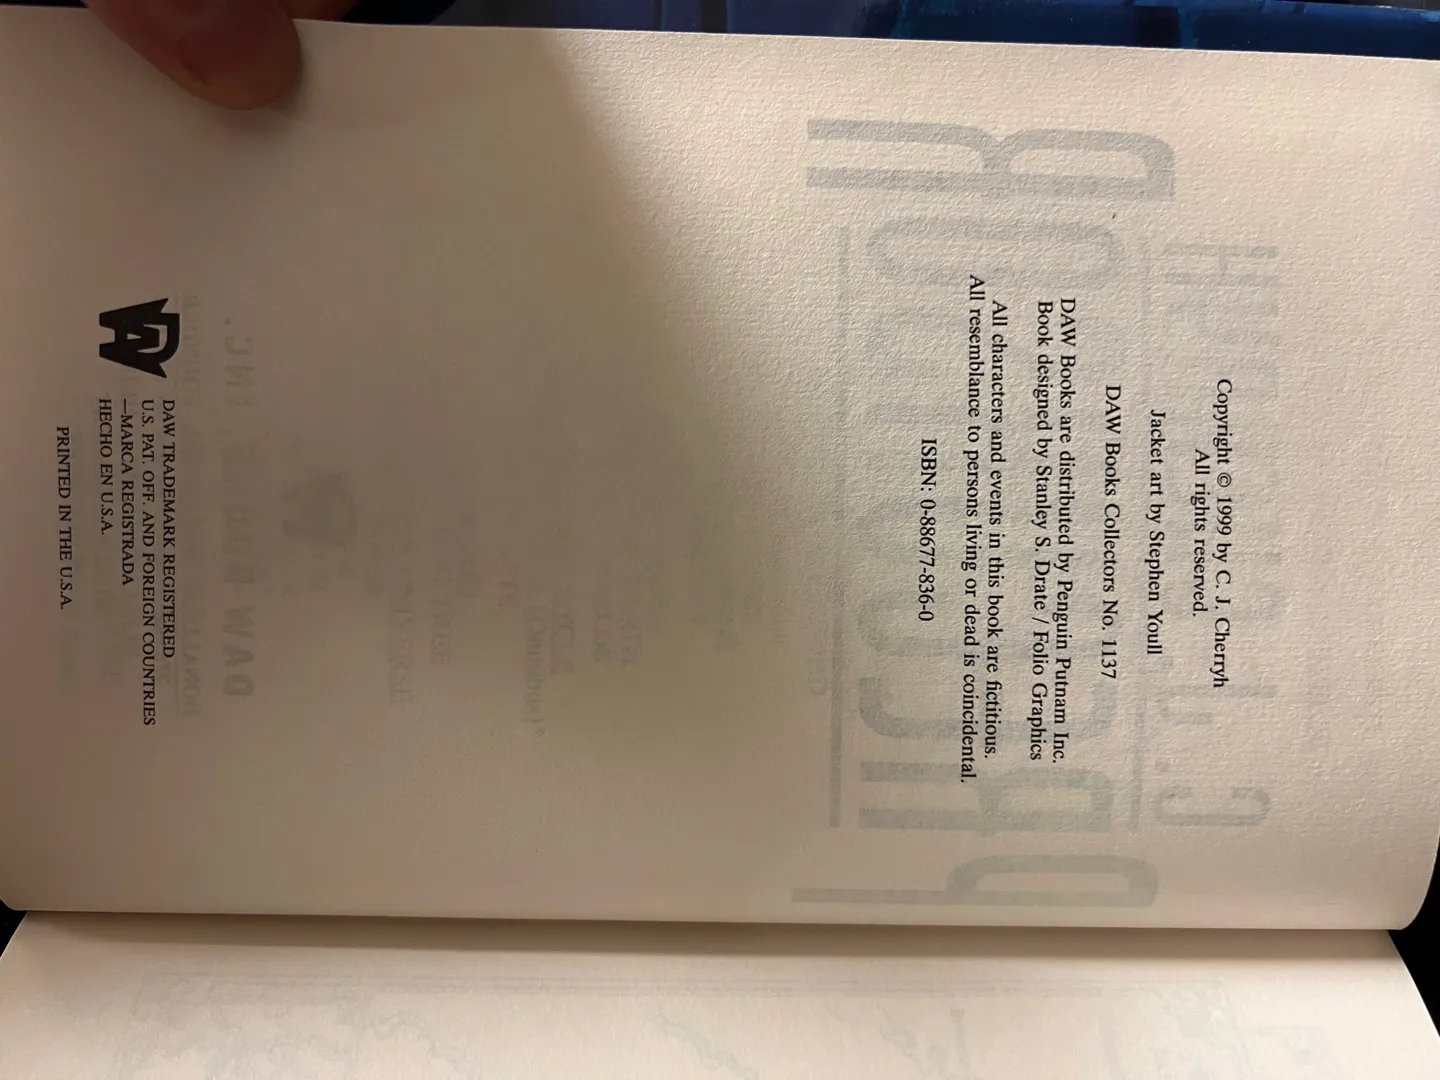 Copyright © 1999 by C. J. Cherryh
All rights reserved.
Jacket art by Stephen Youll
DAW Books Collectors No. 1137
DAW Books are distributed by Penguin Putnam Inc.
Book designed by Stanley S. Drate / Folio Graphics
All characters and events in this book are fictitious.
All resemblance to persons living or dead is coincidental.
ISBN: 0-88677-836-0
DAW
DAW TRADEMARK REGISTERED
U.S. PAT. OFF. AND FOREIGN COUNTRIES
—MARCA REGISTRADA
HECHO EN U.S.A.
PRINTED IN THE U.S.A.